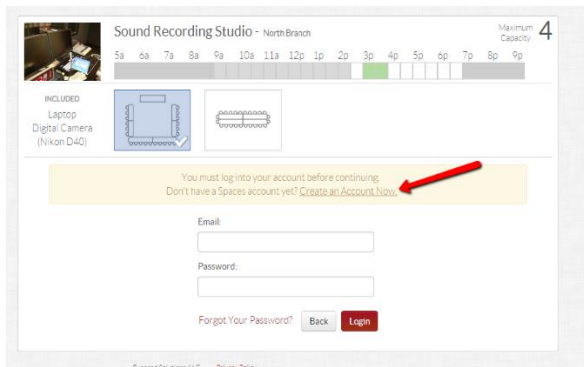 Sound Recording Studio - North Branch
Maximum Capacity 4
5a 6a 7a 8a 9a 10a 11a 12p 1p 2p 3p 4p 5p 6p 7p 8p 9p
INCLUDED
Laptop
Digital Camera
(Nikon D40)
You must log into your account before continuing.
Don't have a Spaces account yet? Create an Account Now.
Email:
Password:
Forgot Your Password? Back Login